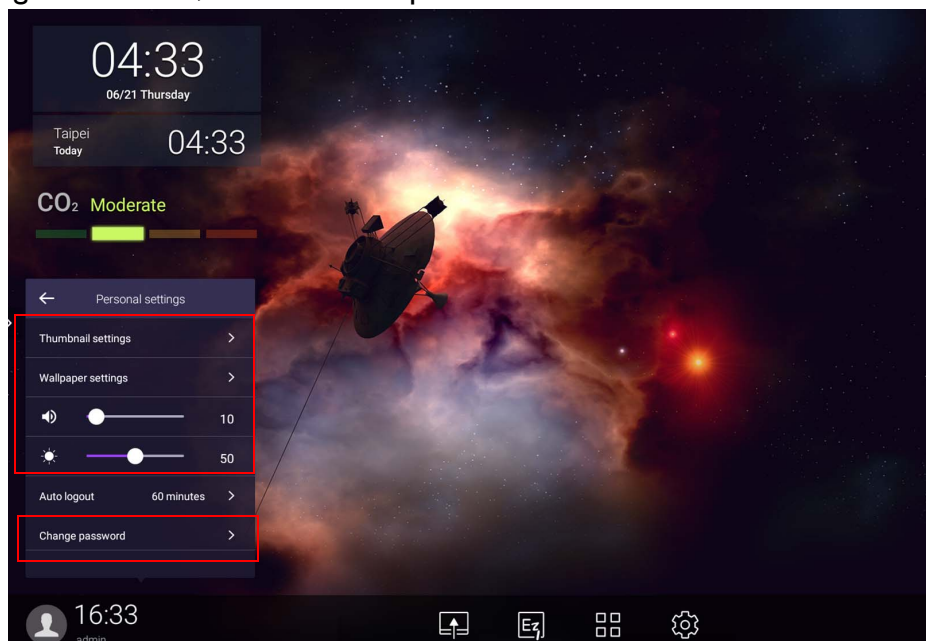 04:33
06/21 Thursday
Taipei
Today
04:33
CO₂ Moderate
Personal settings
Thumbnail settings
Wallpaper settings
10
50
Auto logout 60 minutes
Change password
16:33
admin